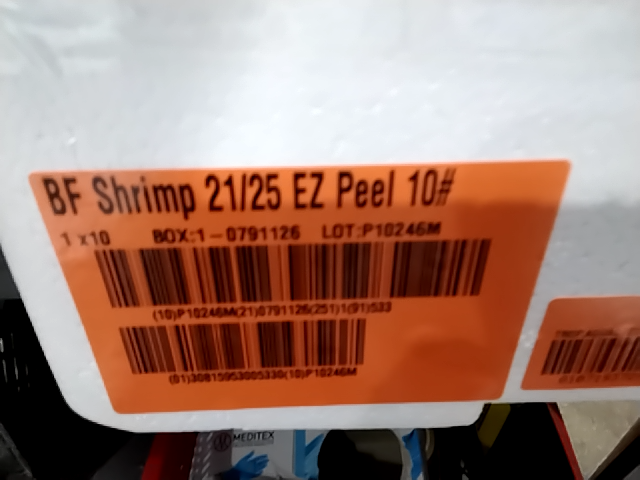 BF Shrimp 21/25 EZ Peel 10#
1 x10 BOX:1-0791126 LOT:P10246M
(10)P10246M(21)0791126(251)1(91)533
(01)30815953005330(10)P10246M
MEDITEX